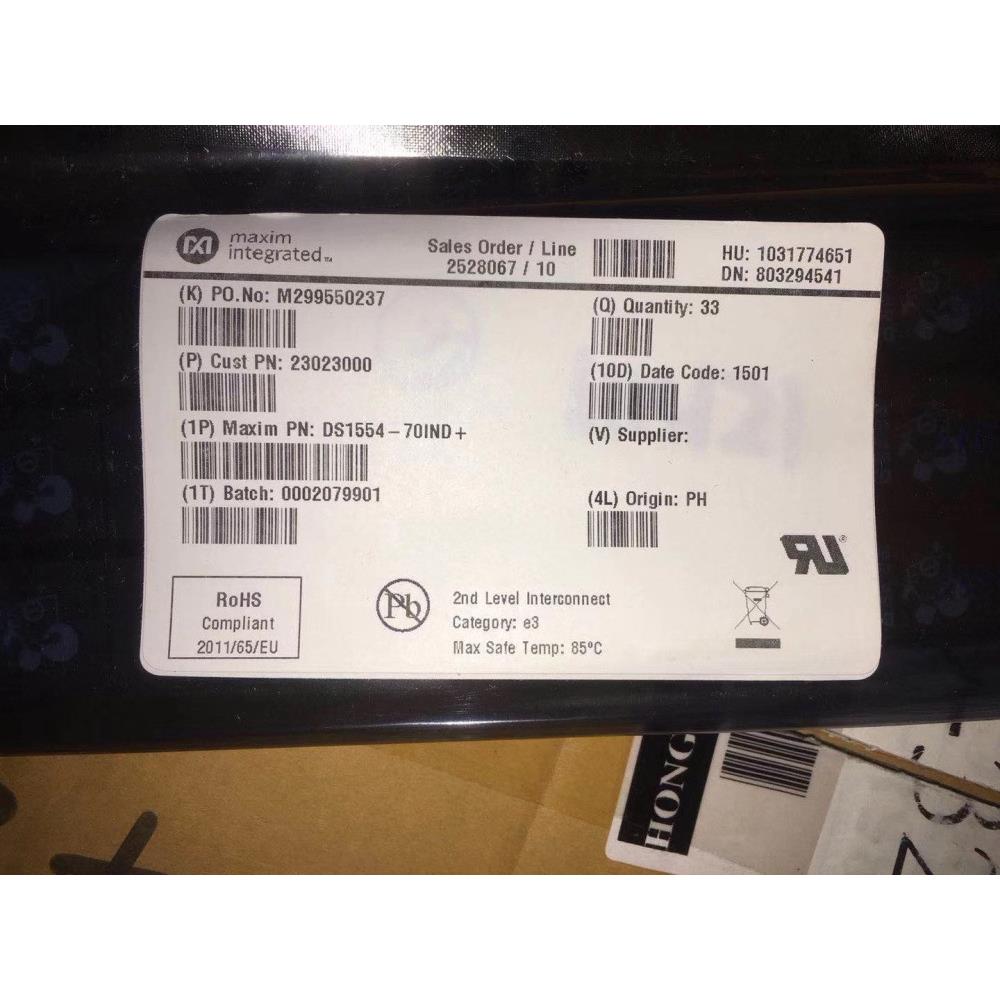 maxim
integrated™
Sales Order / Line
2528067 / 10
HU: 1031774651
DN: 803294541
(K) PO.No: M299550237
(Q) Quantity: 33
(P) Cust PN: 23023000
(10D) Date Code: 1501
(1P) Maxim PN: DS1554-70IND+
(V) Supplier:
(1T) Batch: 0002079901
(4L) Origin: PH
RoHS
Compliant
2011/65/EU
Pb
2nd Level Interconnect
Category: e3
Max Safe Temp: 85ºC
HONG